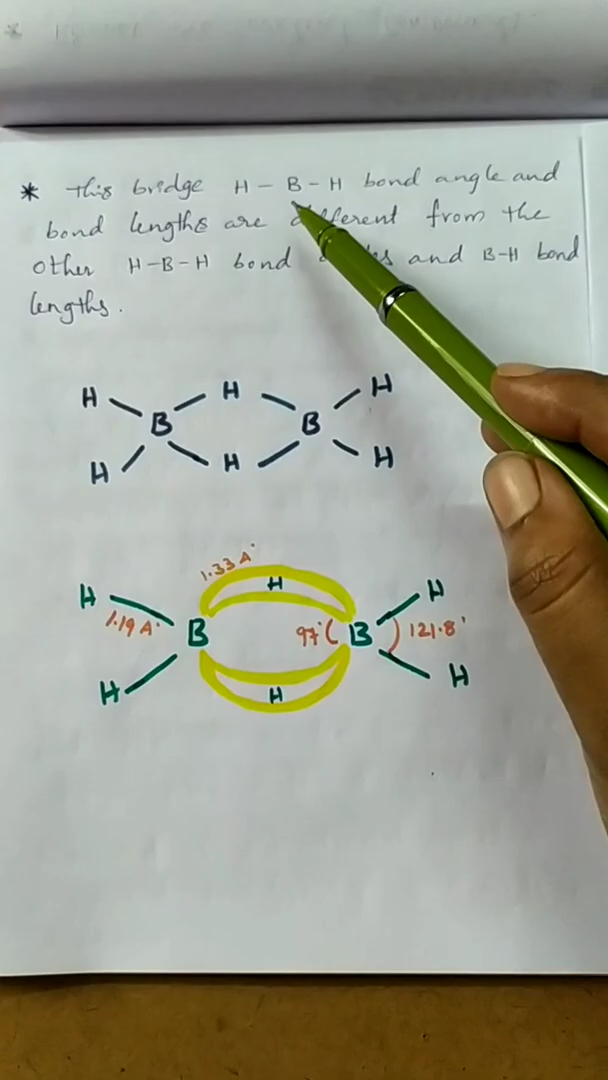 * This bridge H - B - H bond angle and
bond lengths are different from the
other H-B-H bond and B-H bond
lengths.
H H H
B B
H H H
1.33 A°
H H H
1.19 A° B 97° B 121.8°
H H H